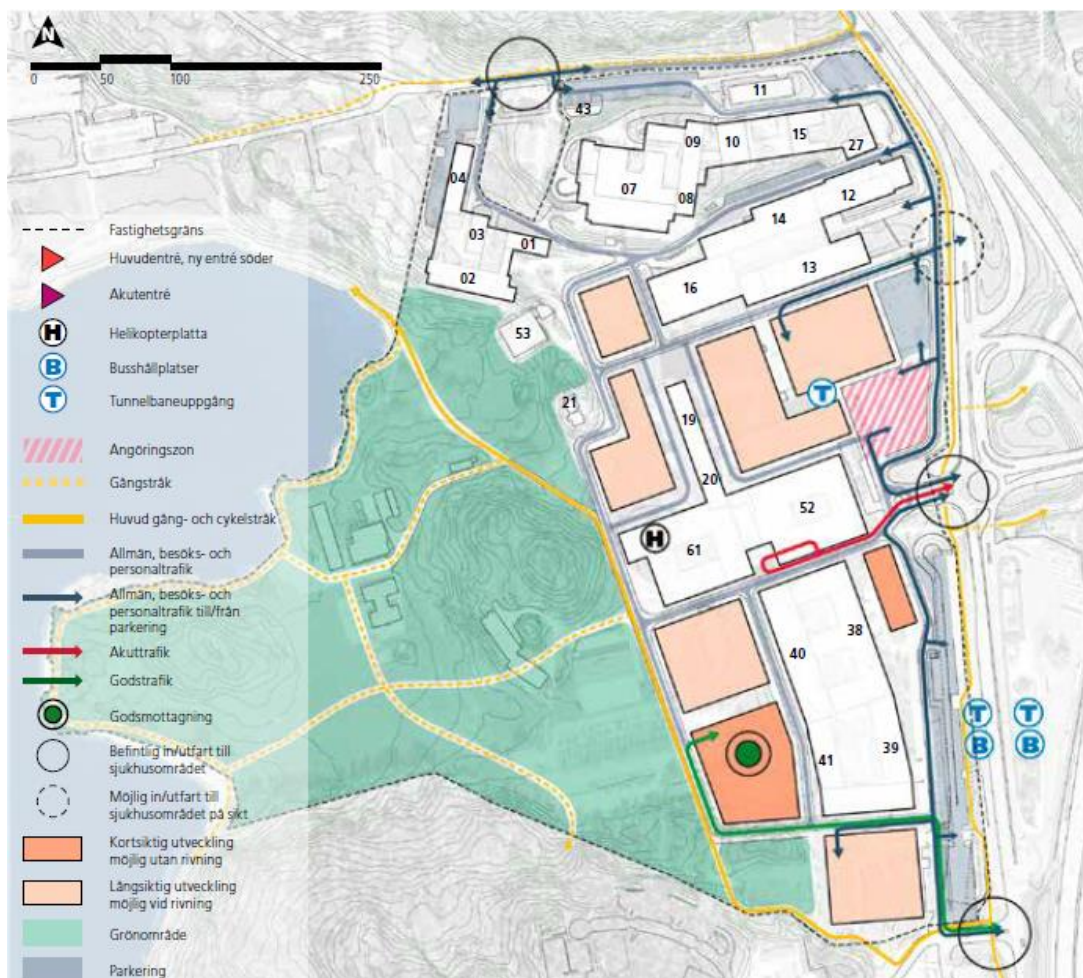 N
0 50 100 250
11
43
15
10
09
27
04
07
08
12
14
03
01
13
02
16
53
21
19
20
52
H
61
T
38
40
39
41
T T
B B
Fastighetsgräns
Huvudentré, ny entré söder
Akutentré
H Helikopterplatta
B Busshållplatser
T Tunnelbaneuppgång
Angöringszon
Gångstråk
Huvud gång- och cykelstråk
Allmän, besöks- och
personaltrafik
Allmän, besöks- och
personaltrafik till/från
parkering
Akuttrafik
Godstrafik
Godsmottagning
Befintlig in/utfart till
sjukhusområdet
Möjlig in/utfart till
sjukhusområdet på sikt
Kortsiktig utveckling
möjlig utan rivning
Långsiktig utveckling
möjlig vid rivning
Grönområde
Parkering